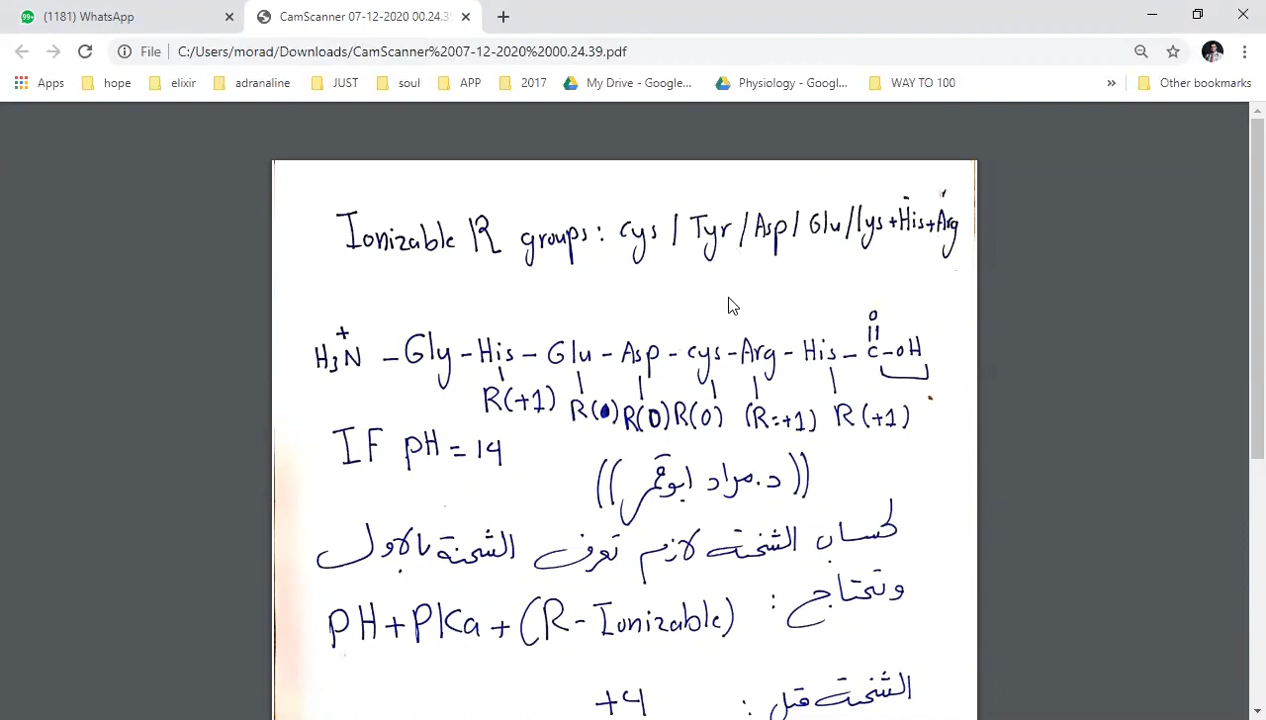 99+ (1181) WhatsApp
CamScanner 07-12-2020 00.24.3
File C:/Users/morad/Downloads/CamScanner%2007-12-2020%2000.24.39.pdf
Apps hope elixir adranaline JUST soul APP 2017 My Drive - Google... Physiology - Googl... WAY TO 100 » Other bookmarks
Ionizable R groups: cys / Tyr / Asp / Glu / lys + His + Arg
O
H3N+ - Gly - His - Glu - Asp - cys - Arg - His - C - OH
R(+1) R(0) R(0) R(0) (R=+1) R(+1)
IF pH = 14
((د. مراد ابوقمر))
لحساب الشحنة لازم تعرف الشحنة بالاول
وتحتاج :
pH + PKa + (R - Ionizable)
الشحنة قبل : +4